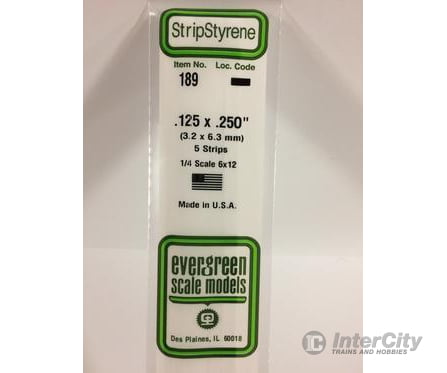 StripStyrene
Item No. Loc. Code
189
.125 x .250"
(3.2 x 6.3 mm)
5 Strips
1/4 Scale 6x12
Made in U.S.A.
evergreen
scale models
Des Plaines, IL 60018
IC InterCity
TRAINS AND HOBBIES